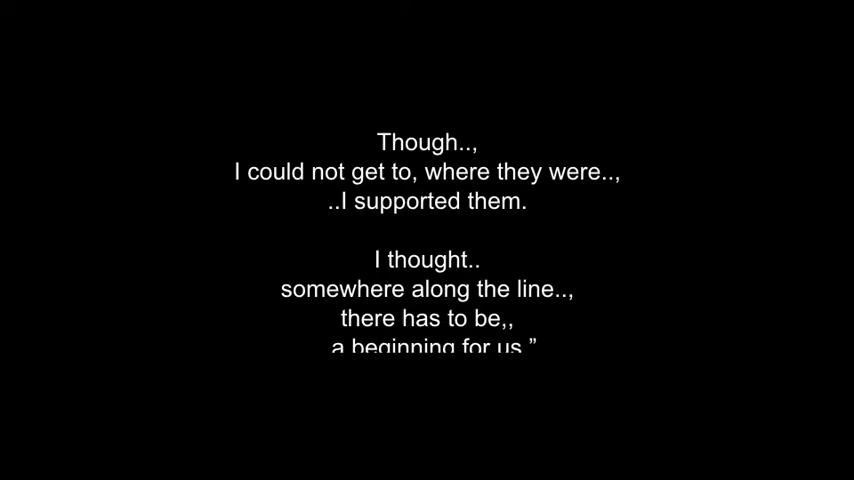 Though..,
I could not get to, where they were..,
..I supported them.
I thought..
somewhere along the line..,
there has to be,,
a beginning for us.”